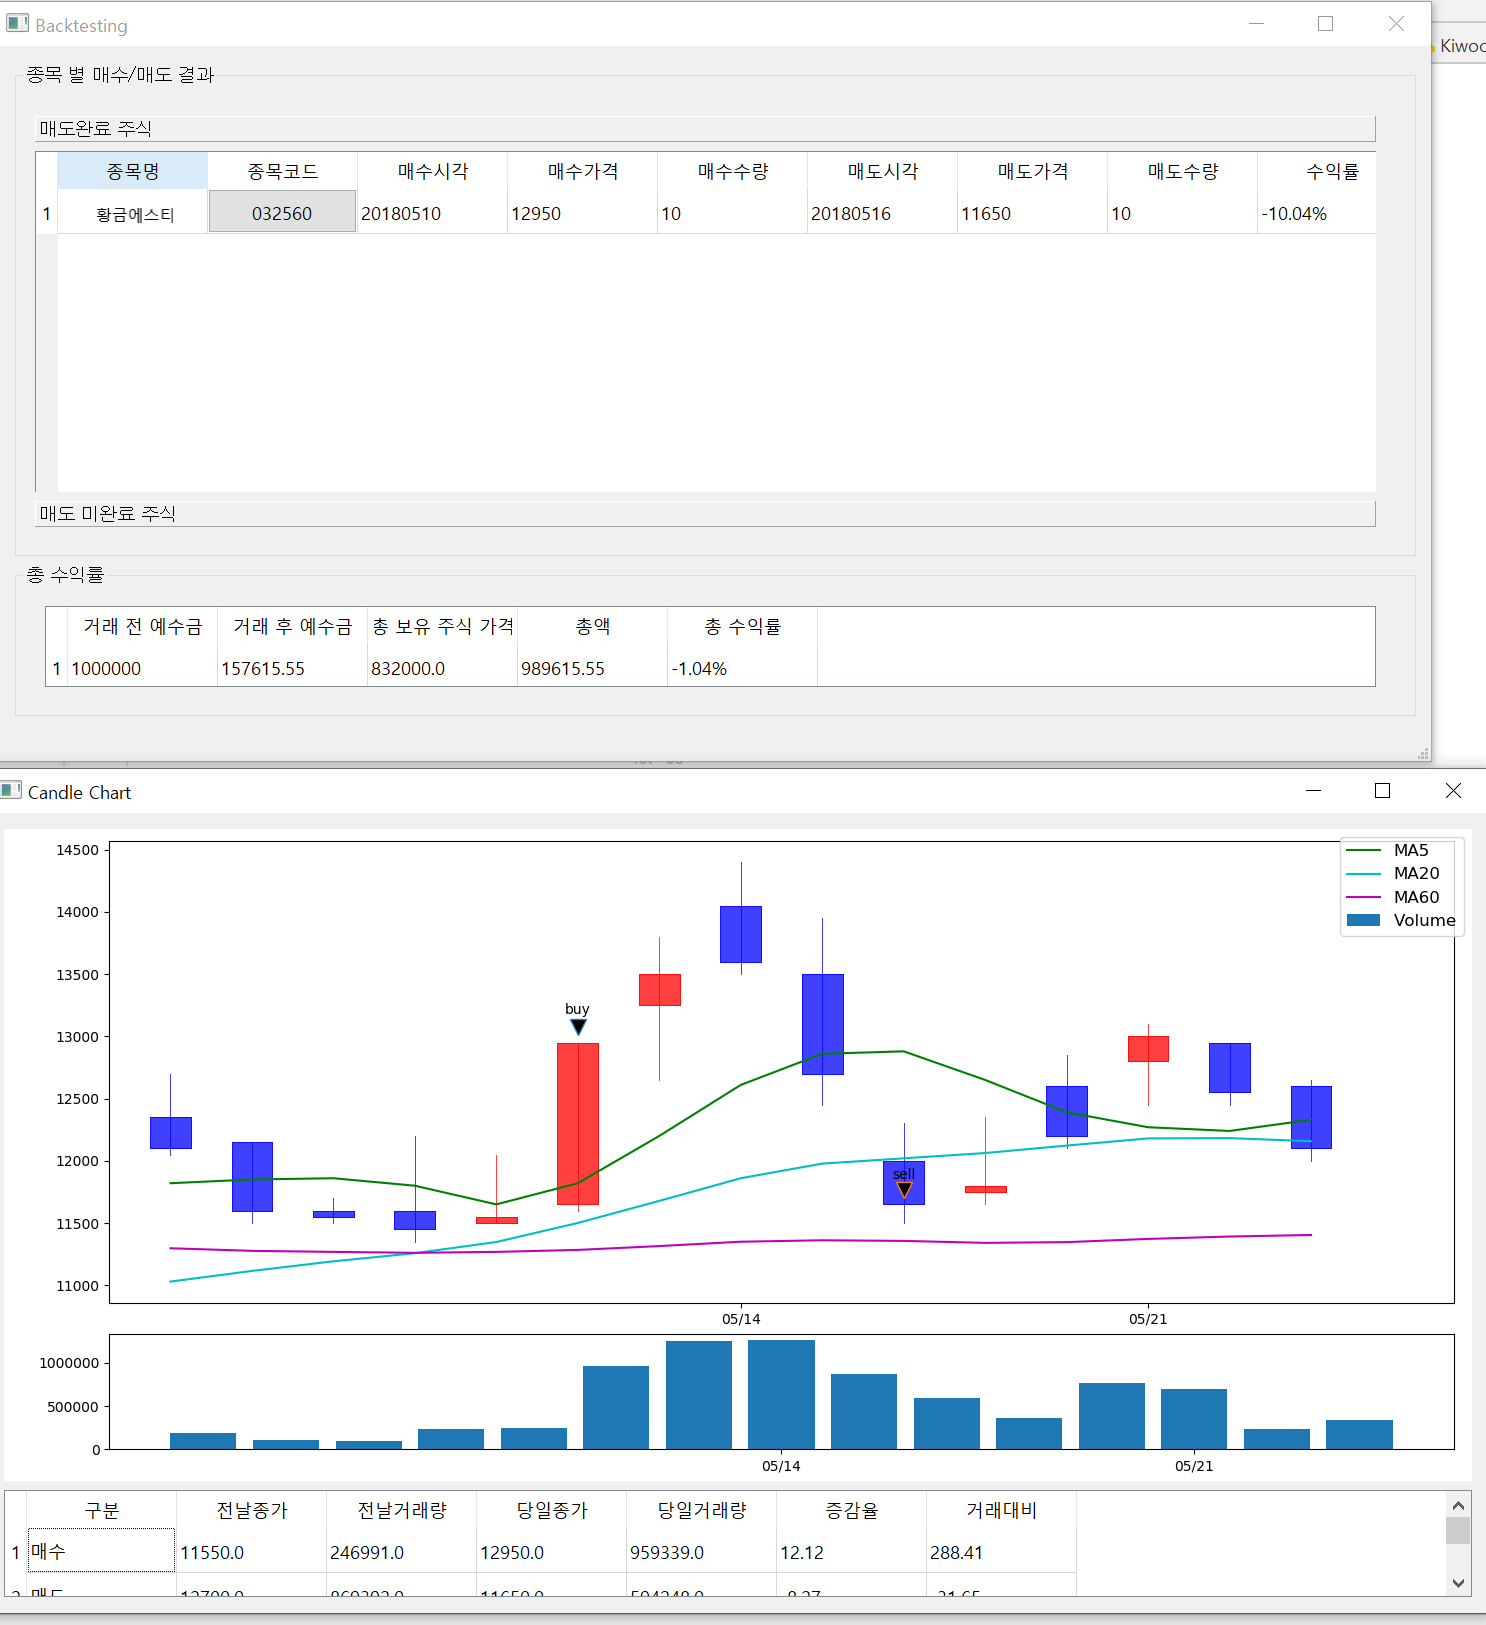 Backtesting
종목 별 매수/매도 결과
매도완료 주식
종목명 종목코드 매수시각 매수가격 매수수량 매도시각 매도가격 매도수량 수익률
1 황금에스티 032560 20180510 12950 10 20180516 11650 10 -10.04%
매도 미완료 주식
총 수익률
거래 전 예수금 거래 후 예수금 총 보유 주식 가격 총액 총 수익률
1 1000000 157615.55 832000.0 989615.55 -1.04%
Candle Chart
MA5
MA20
MA60
Volume
14500
14000
13500
13000
12500
12000
11500
11000
buy
sell
05/14 05/21
1000000
500000
0
05/14 05/21
구분 전날종가 전날거래량 당일종가 당일거래량 증감율 거래대비
1 매수 11550.0 246991.0 12950.0 959339.0 12.12 288.41